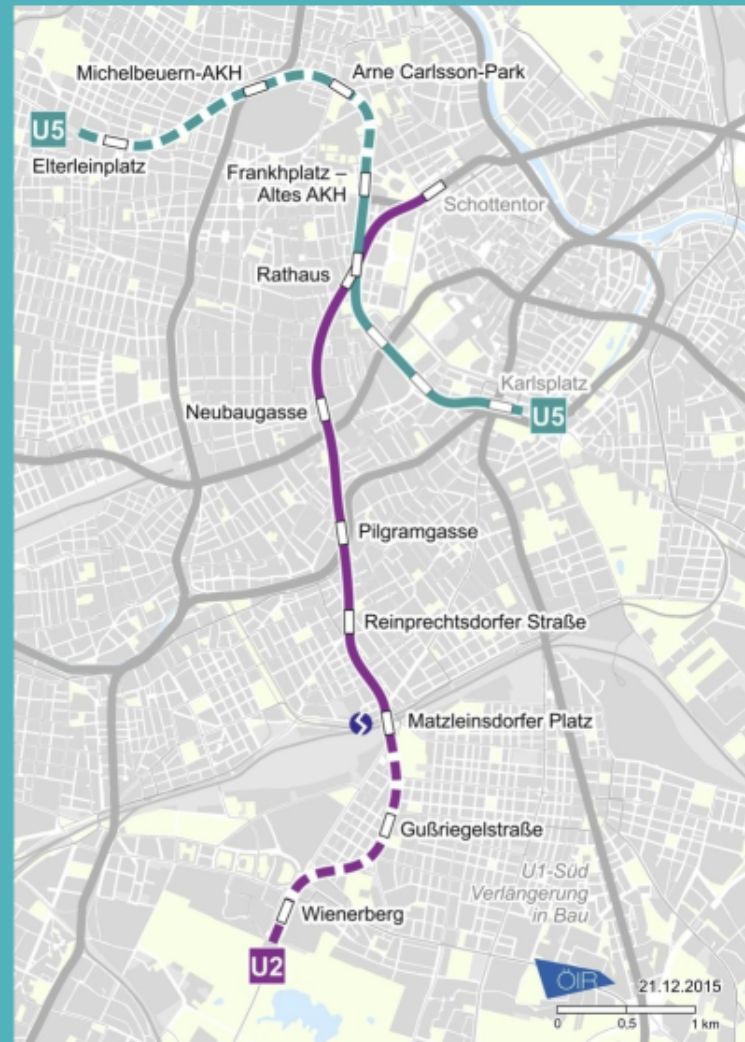 Michelbeuern-AKH
Arne Carlsson-Park
U5
Elterleinplatz
Frankhplatz –
Altes AKH
Schottentor
Rathaus
Karlsplatz
U5
Neubaugasse
Pilgramgasse
Reinprechtsdorfer Straße
Matzleinsdorfer Platz
Gußriegelstraße
U1-Süd
Verlängerung
in Bau
Wienerberg
U2
ÖIR
21.12.2015
0 0,5 1 km